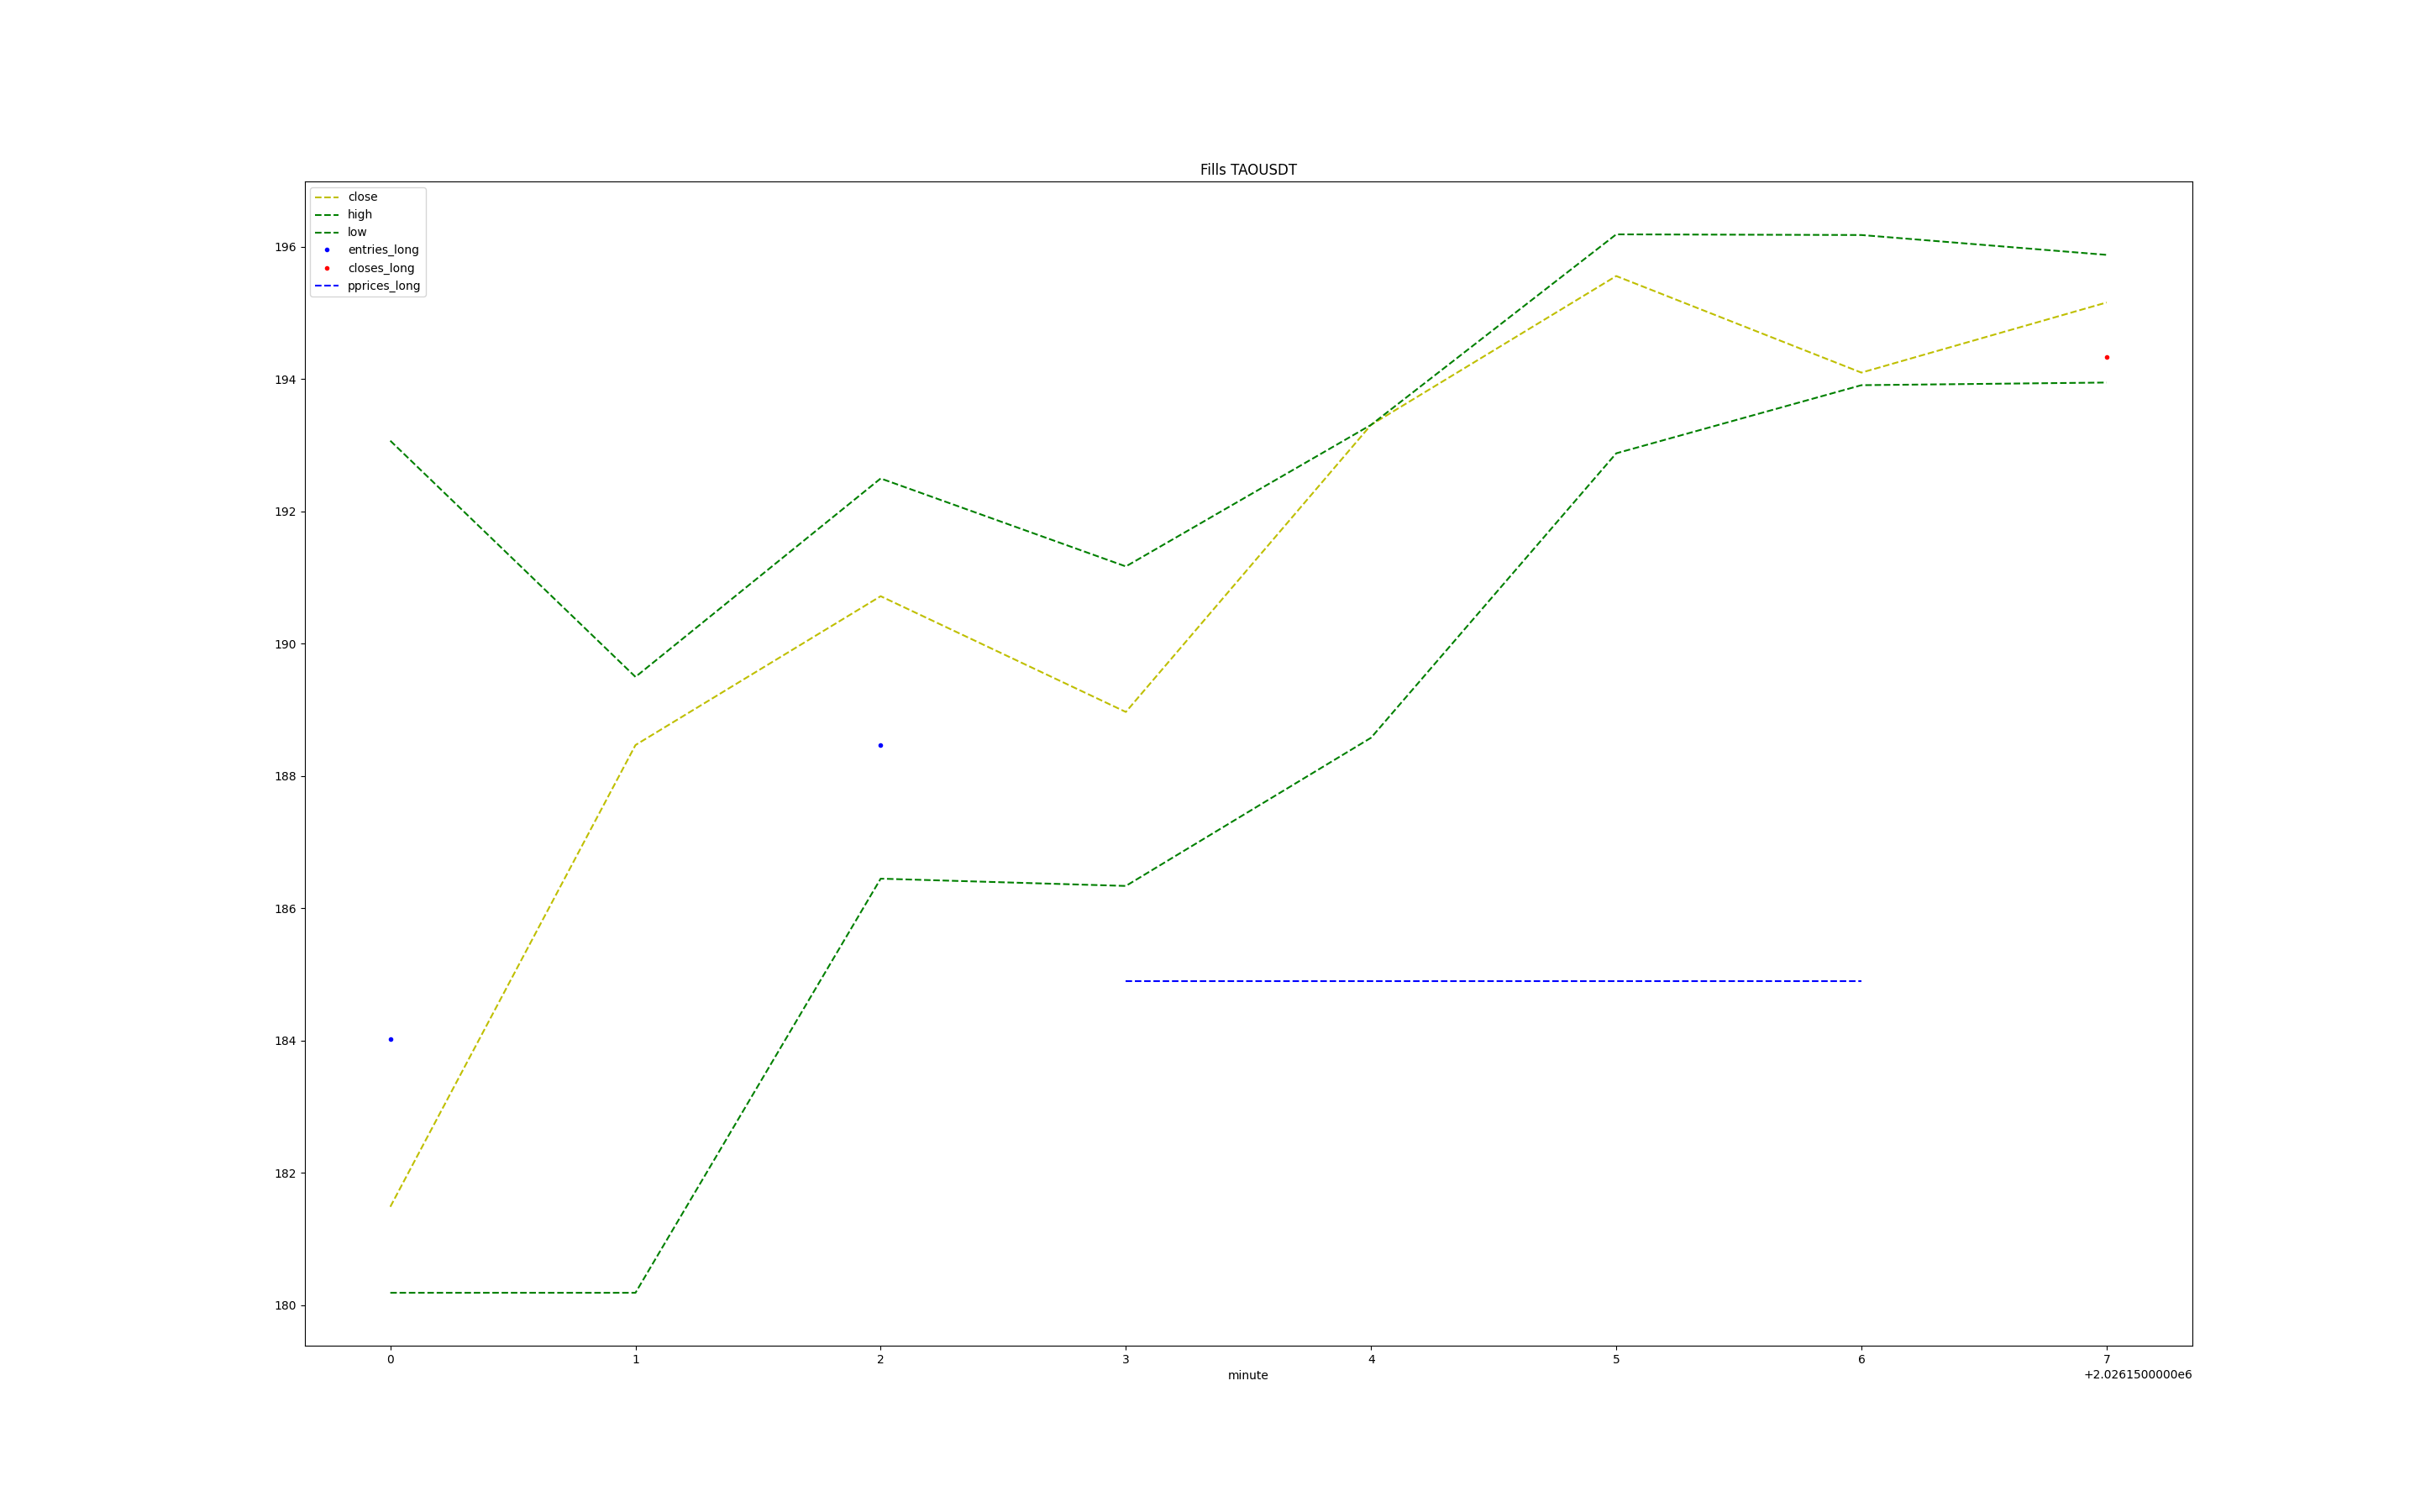 Fills TAOUSDT
close
high
low
entries_long
closes_long
pprices_long
196
194
192
190
188
186
184
182
180
0 1 2 3 4 5 6 7
minute
+2.0261500000e6